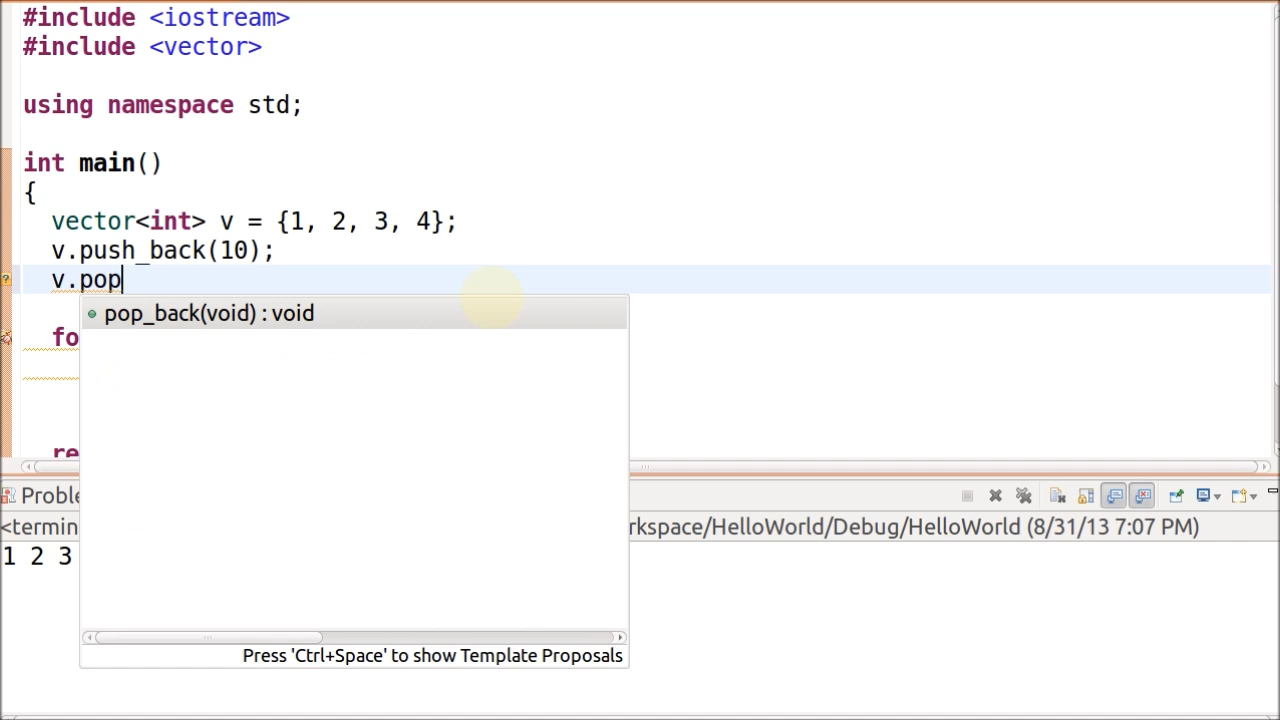 #include <iostream>
#include <vector>
using namespace std;
int main()
{
vector<int> v = {1, 2, 3, 4};
v.push_back(10);
v.pop
pop_back(void) : void
fo
re
Press 'Ctrl+Space' to show Template Proposals
Proble
<termin rkspace/HelloWorld/Debug/HelloWorld (8/31/13 7:07 PM)
1 2 3